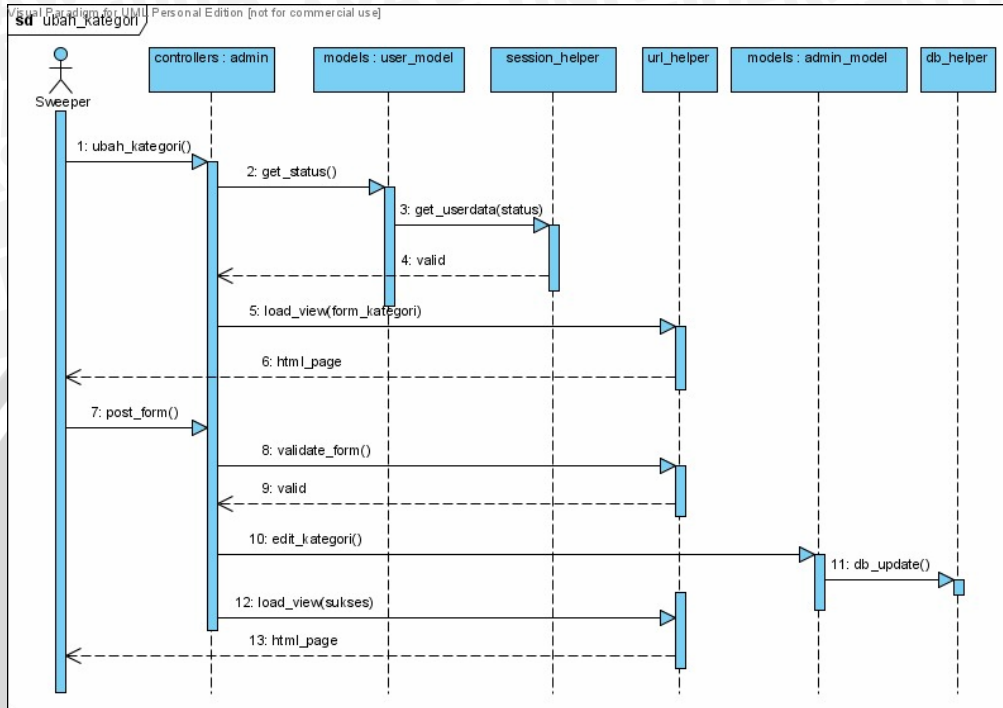 Visual Paradigm for UML Personal Edition [not for commercial use]
sd ubah_kategori
controllers : admin
models : user_model
session_helper
url_helper
models : admin_model
db_helper
Sweeper
1: ubah_kategori()
2: get_status()
3: get_userdata(status)
4: valid
5: load_view(form_kategori)
6: html_page
7: post_form()
8: validate_form()
9: valid
10: edit_kategori()
11: db_update()
12: load_view(sukses)
13: html_page